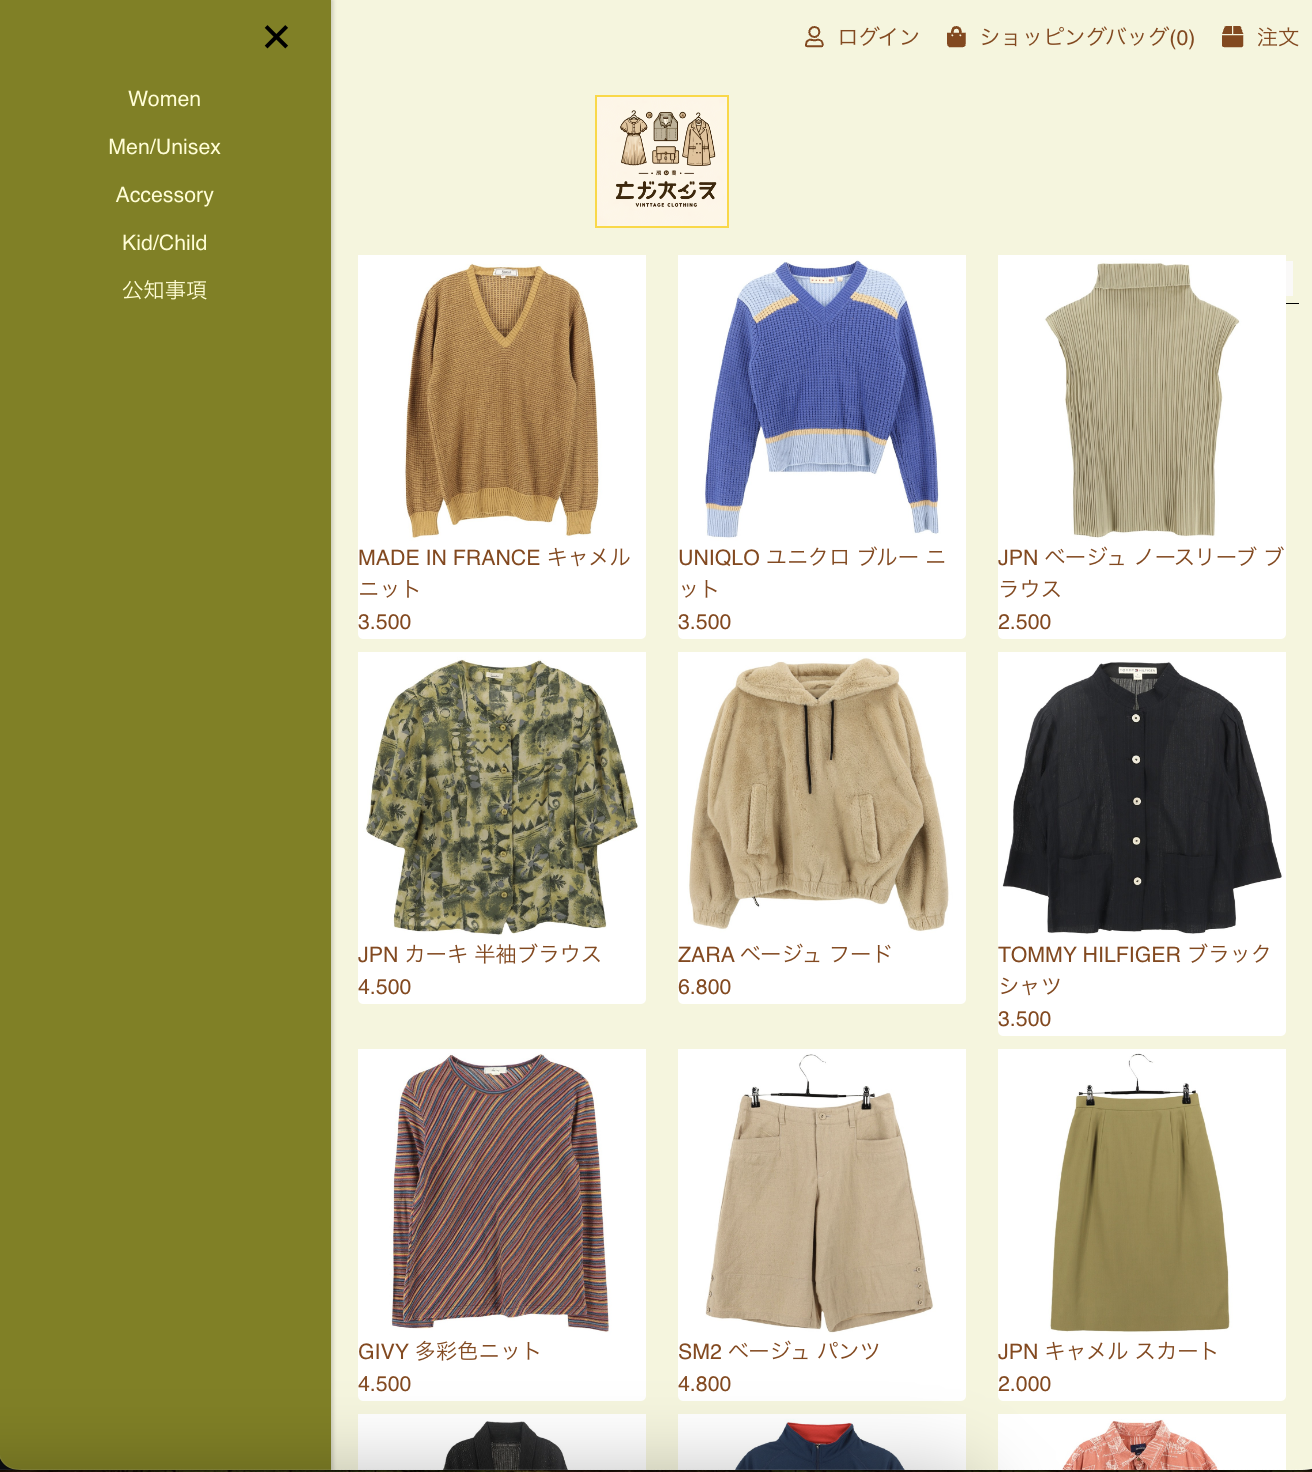 ログイン
ショッピングバッグ(0)
注文
Women
Men/Unisex
Accessory
Kid/Child
公知事項
VINTTAGE CLOTHING
MADE IN FRANCE キャメル
ニット
3.500
UNIQLO ユニクロ ブルー ニ
ット
3.500
JPN ベージュ ノースリーブ ブ
ラウス
2.500
JPN カーキ 半袖ブラウス
4.500
ZARA ベージュ フード
6.800
TOMMY HILFIGER ブラック
シャツ
3.500
GIVY 多彩色ニット
4.500
SM2 ベージュ パンツ
4.800
JPN キャメル スカート
2.000